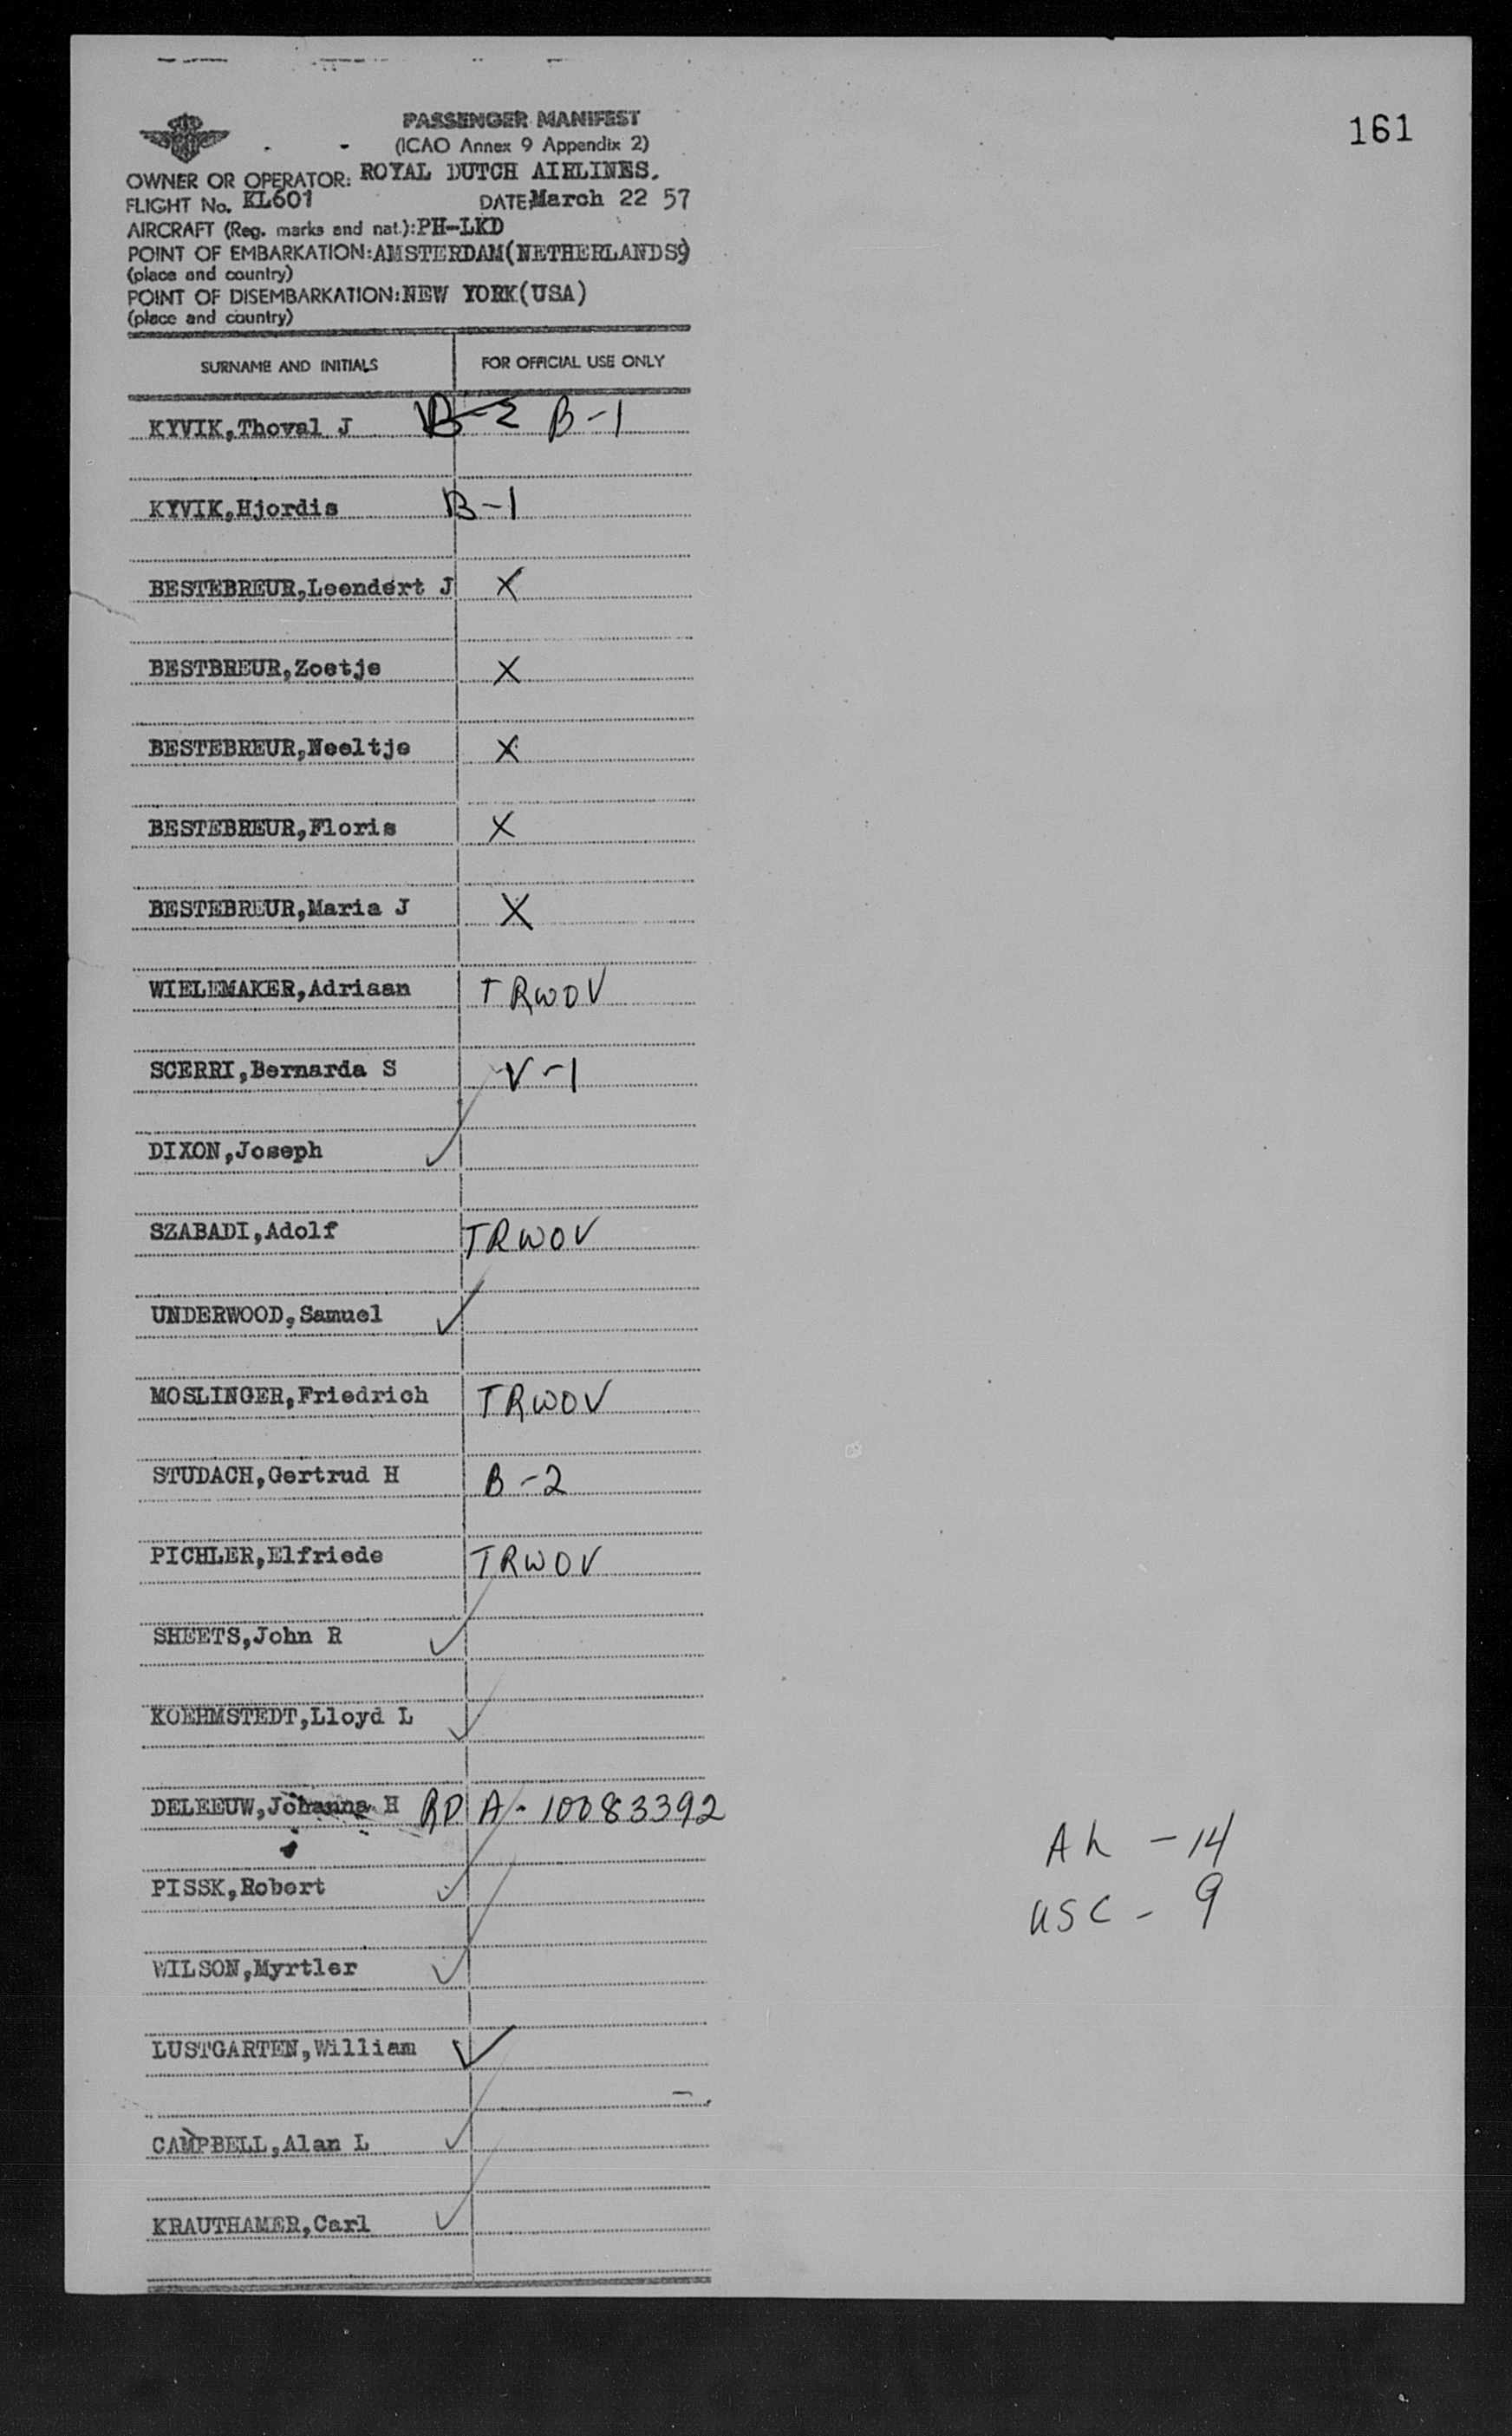 161
PASSENGER MANIFEST
(ICAO Annex 9 Appendix 2)
OWNER OR OPERATOR: ROYAL DUTCH AIRLINES.
FLIGHT No. KL601 DATE: March 22 57
AIRCRAFT (Reg. marks and nat.): PH-LKD
POINT OF EMBARKATION: AMSTERDAM(NETHERLANDS)
(place and country)
POINT OF DISEMBARKATION: NEW YORK(USA)
(place and country)
SURNAME AND INITIALS FOR OFFICIAL USE ONLY
KYVIK,Thoval J B-2 B-1
KYVIK,Hjordis B-1
BESTEBREUR,Leendert J X
BESTBREUR,Zoetje X
BESTEBREUR,Neeltje X
BESTEBREUR,Floris X
BESTEBREUR,Maria J X
WIELEMAKER,Adriaan TRWOV
SCERRI,Bernarda S V-1
DIXON,Joseph ✓
SZABADI,Adolf TRWOV
UNDERWOOD,Samuel ✓
MOSLINGER,Friedrich TRWOV
STUDACH,Gertrud H B-2
PICHLER,Elfriede TRWOV
SHEETS,John R ✓
KOEHMSTEDT,Lloyd L ✓
DELEEUW,Johanna H RP A-10083392
PISSK,Robert ✓
WILSON,Myrtler ✓
LUSTGARTEN,William ✓
CAMPBELL,Alan L ✓
KRAUTHAMER,Carl ✓
AL - 14
USC - 9